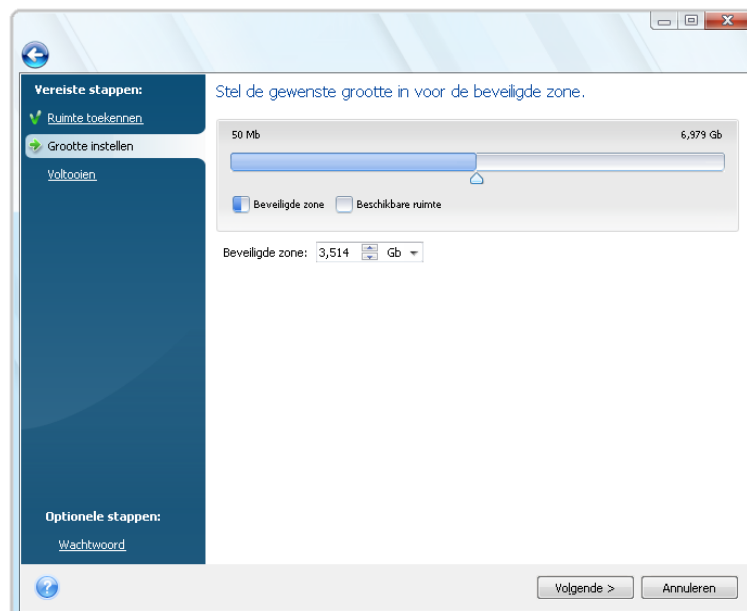 Vereiste stappen:
Ruimte toekennen
Grootte instellen
Voltooien
Stel de gewenste grootte in voor de beveiligde zone.
50 Mb 6,979 Gb
Beveiligde zone Beschikbare ruimte
Beveiligde zone: 3,514 Gb
Optionele stappen:
Wachtwoord
Volgende > Annuleren